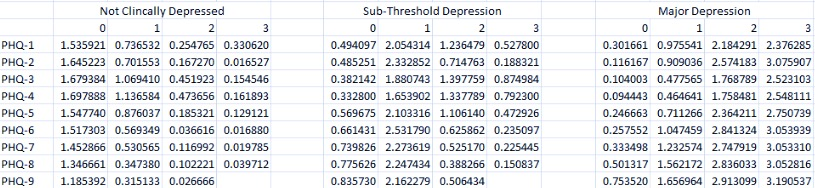 Not Clincally Depressed Sub-Threshold Depression Major Depression
0 1 2 3 0 1 2 3 0 1 2 3
PHQ-1 1.535921 0.736532 0.254765 0.330620 0.494097 2.054314 1.236479 0.527800 0.301661 0.975541 2.184291 2.376285
PHQ-2 1.645223 0.701553 0.167270 0.016527 0.485251 2.332852 0.714763 0.188321 0.116167 0.909036 2.574183 3.075907
PHQ-3 1.679384 1.069410 0.451923 0.154546 0.382142 1.880743 1.397759 0.874984 0.104003 0.477565 1.768789 2.523103
PHQ-4 1.697888 1.136584 0.473656 0.161893 0.332800 1.653902 1.337789 0.792300 0.094443 0.464641 1.758481 2.548111
PHQ-5 1.547740 0.876037 0.185321 0.129121 0.569675 2.103316 1.106140 0.472926 0.246663 0.711266 2.364211 2.750739
PHQ-6 1.517303 0.569349 0.036616 0.016880 0.661431 2.531790 0.625862 0.235097 0.257552 1.047459 2.841324 3.053939
PHQ-7 1.452866 0.530565 0.116992 0.019785 0.739826 2.273619 0.525170 0.225445 0.333498 1.232574 2.747919 3.053310
PHQ-8 1.346661 0.347380 0.102221 0.039712 0.775626 2.247434 0.388266 0.150837 0.501317 1.562172 2.836033 3.052816
PHQ-9 1.185392 0.315133 0.026666 0.835730 2.162279 0.506434 0.753520 1.656964 2.913099 3.190537